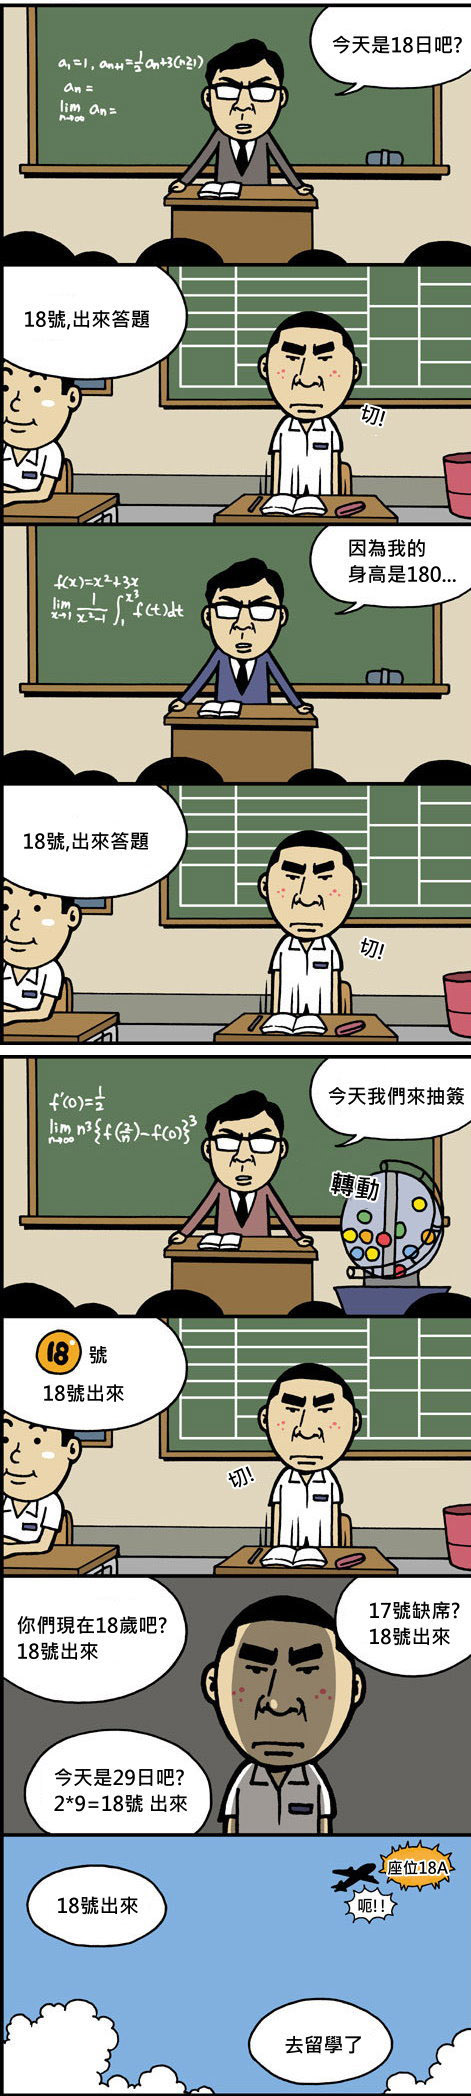 今天是18日吧?
a₁=1, aₙ₊₁=½aₙ+3(n≥1)
aₙ=
lim aₙ=
n→∞
18號,出來答題
切!
因為我的
身高是180...
f(x)=x²+3x
lim 1/(x²-1) ∫₁^x³ f(t)dt
x→1
18號,出來答題
切!
今天我們來抽籤
f'(0)=½
lim n³{f(2/n)-f(0)}³
n→∞
轉動
18 號
18號出來
切!
你們現在18歲吧?
18號出來
17號缺席?
18號出來
今天是29日吧?
2*9=18號 出來
座位18A
呃!!
18號出來
去留學了